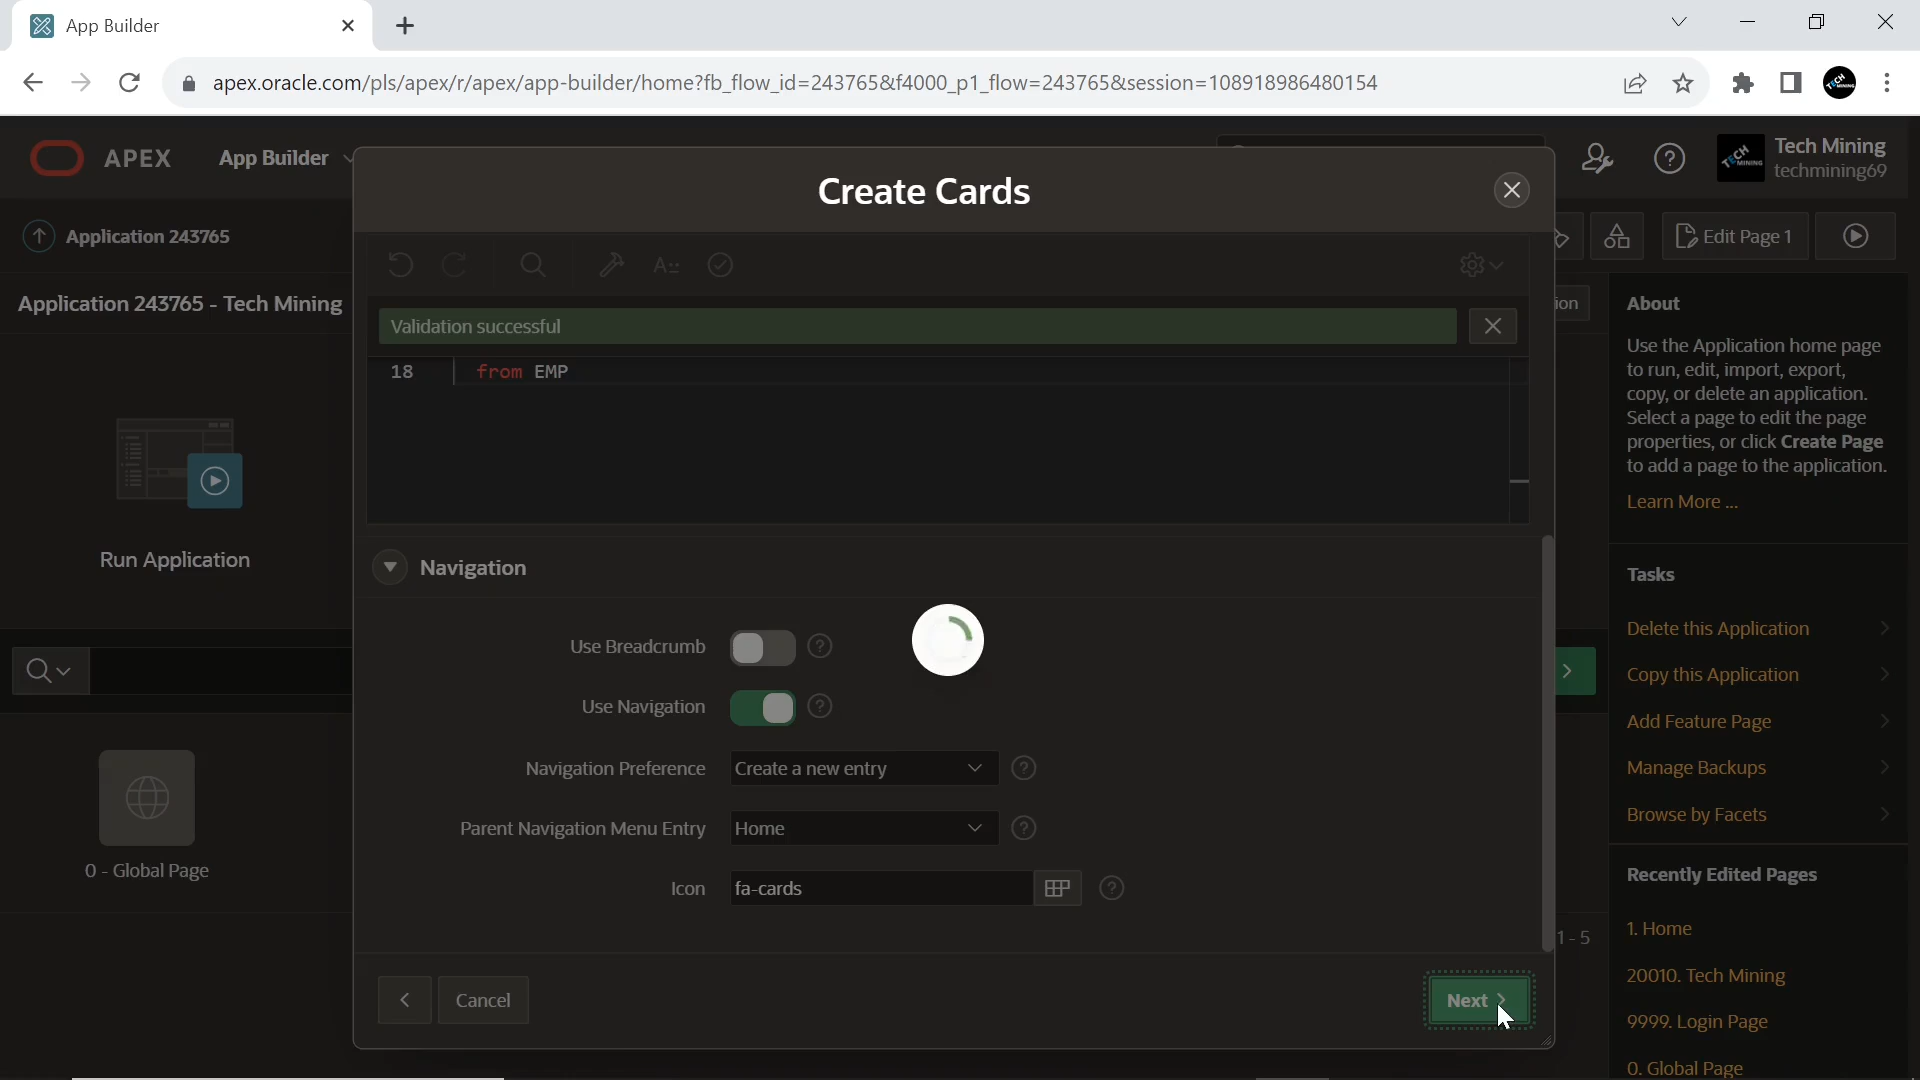 App Builder
apex.oracle.com/pls/apex/r/apex/app-builder/home?fb_flow_id=243765&f4000_p1_flow=243765&session=108918986480154
APEX
App Builder
Create Cards
Tech Mining
techmining69
Application 243765
Edit Page 1
Application 243765 - Tech Mining
ion
Validation successful
18 from EMP
Run Application
About
Use the Application home page
to run, edit, import, export,
copy, or delete an application.
Select a page to edit the page
properties, or click Create Page
to add a page to the application.
Learn More ...
Navigation
Use Breadcrumb
Use Navigation
Navigation Preference
Create a new entry
Parent Navigation Menu Entry
Home
Icon
fa-cards
Tasks
Delete this Application
Copy this Application
Add Feature Page
Manage Backups
Browse by Facets
0 - Global Page
1 - 5
Recently Edited Pages
1. Home
20010. Tech Mining
9999. Login Page
0. Global Page
Cancel
Next